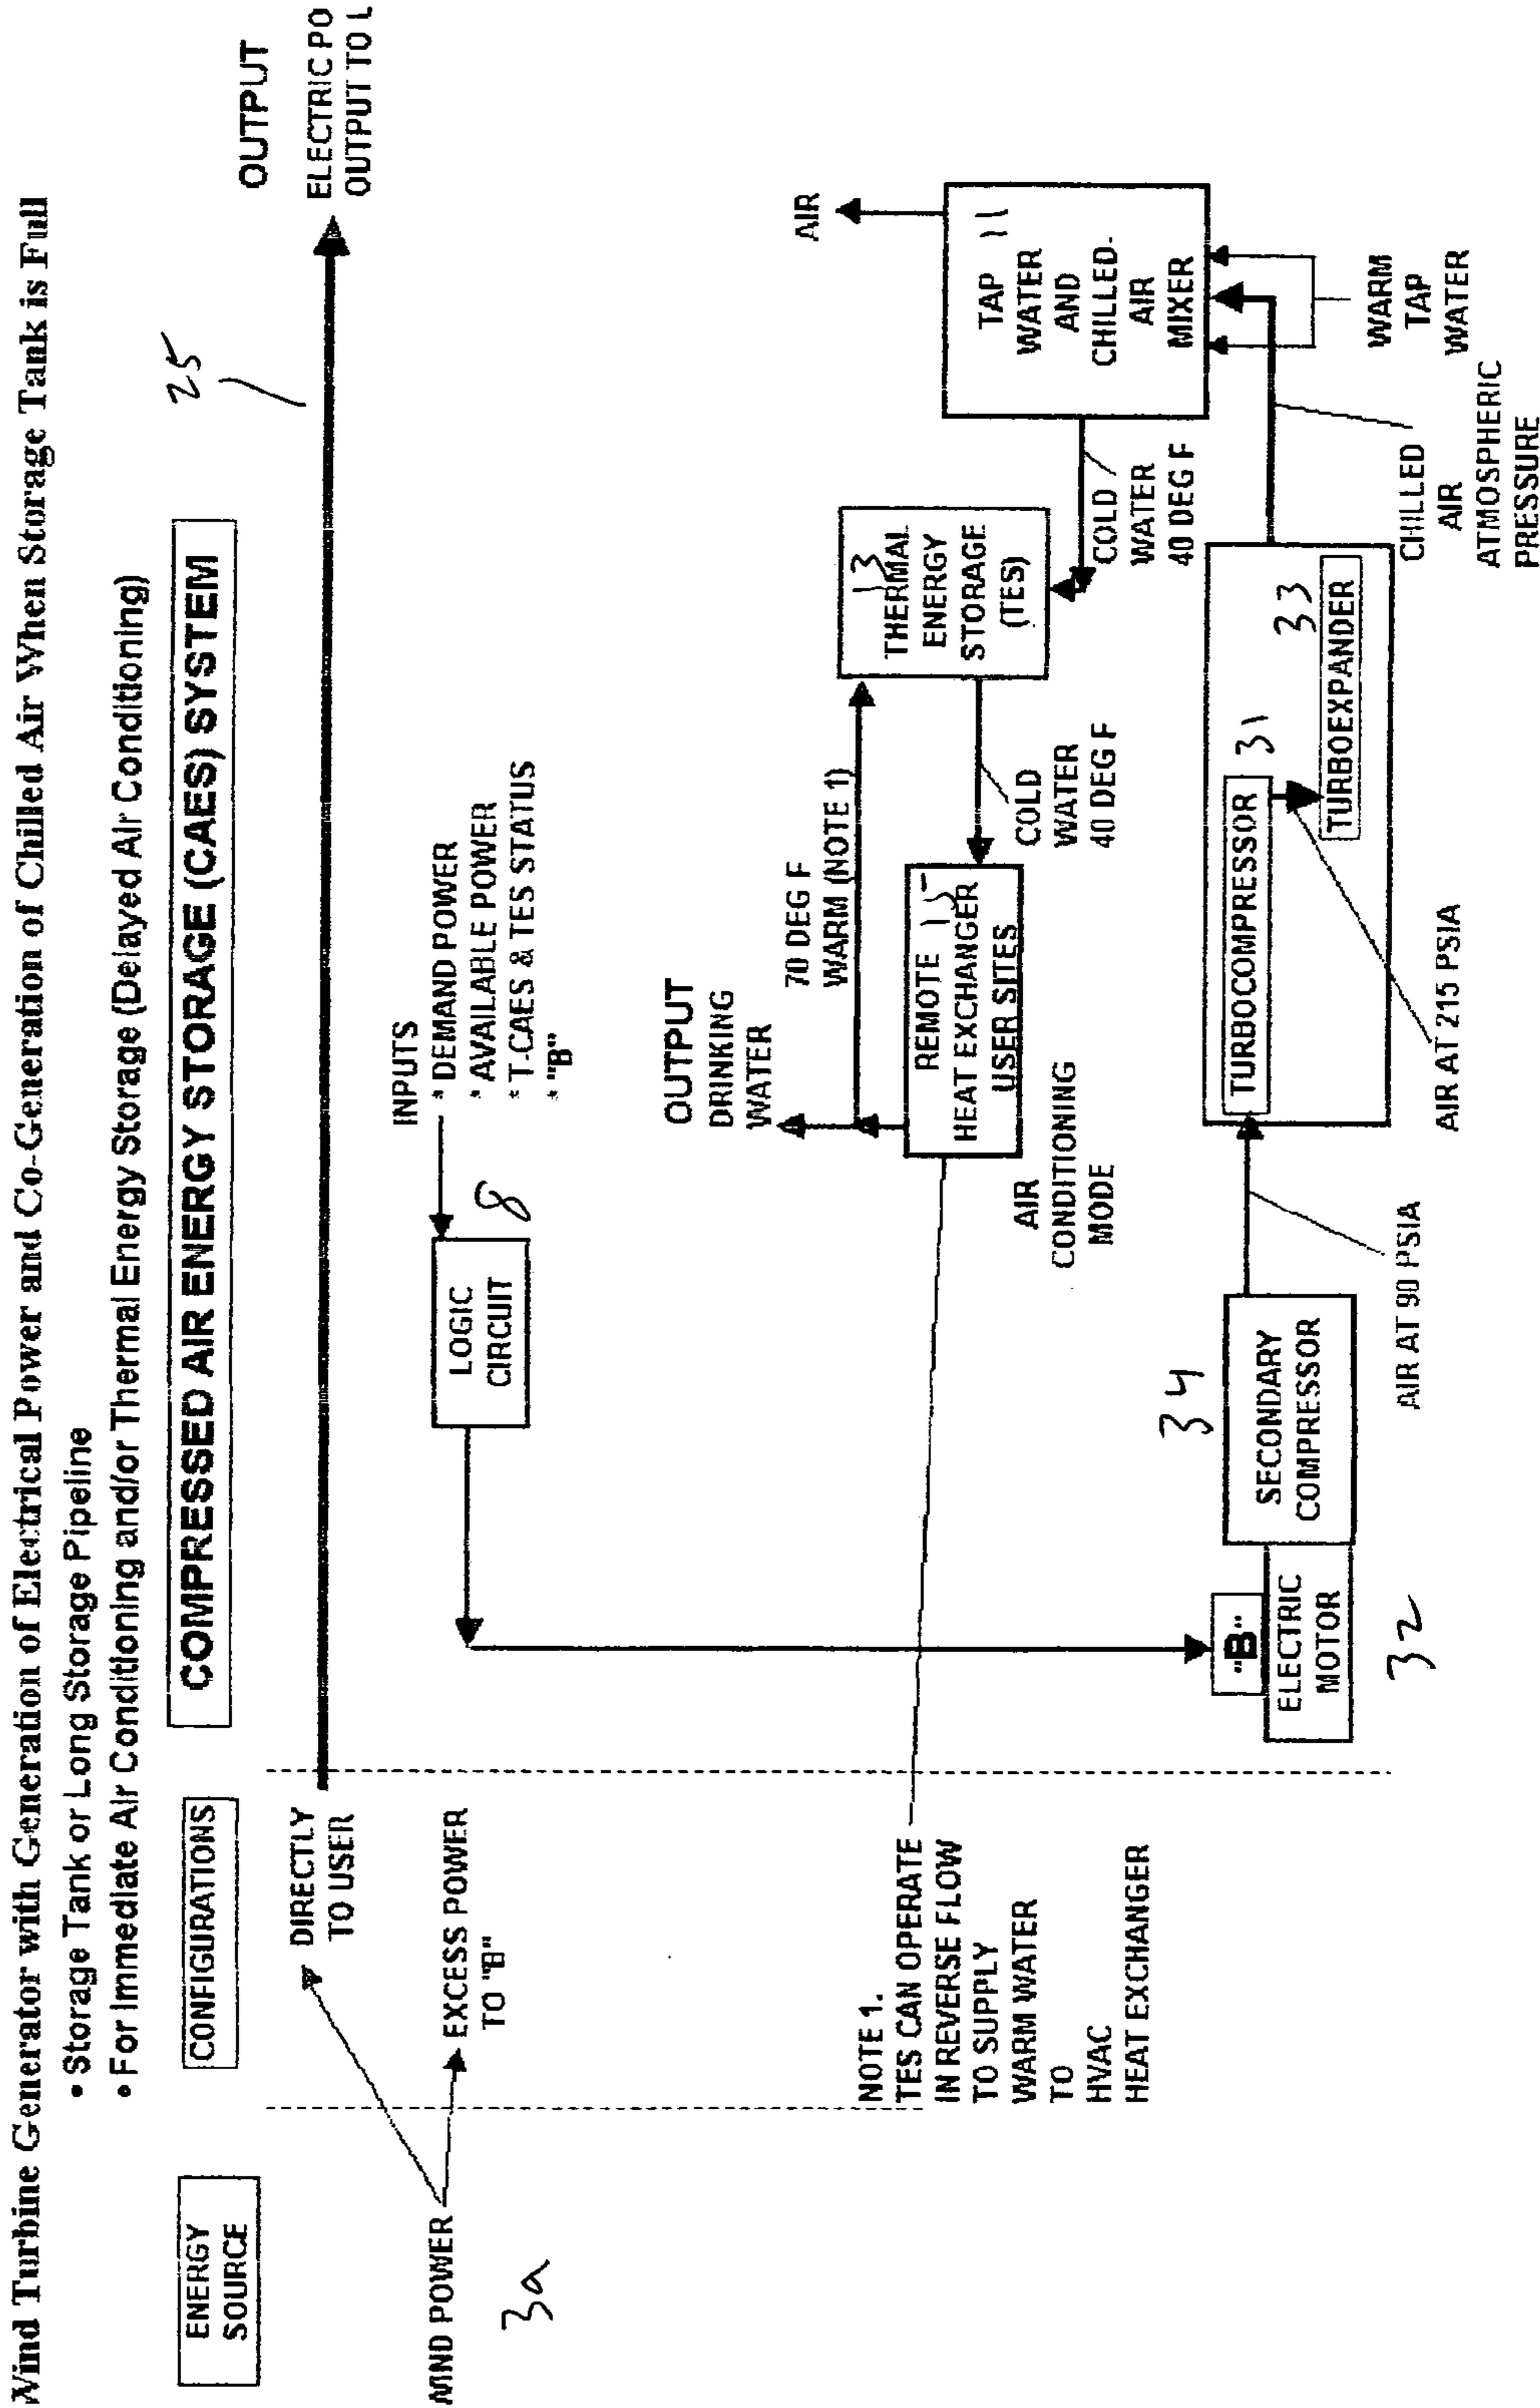 Wind Turbine Generator with Generation of Electrical Power and Co-Generation of Chilled Air When Storage Tank is Full
• Storage Tank or Long Storage Pipeline
• For Immediate Air Conditioning and/or Thermal Energy Storage (Delayed Air Conditioning)
ENERGY
SOURCE
CONFIGURATIONS
COMPRESSED AIR ENERGY STORAGE (CAES) SYSTEM
25
OUTPUT
ELECTRIC PO
OUTPUT TO L
DIRECTLY
TO USER
WIND POWER
3a
EXCESS POWER
TO "B"
LOGIC
CIRCUIT
8
INPUTS
* DEMAND POWER
* AVAILABLE POWER
* T-CAES & TES STATUS
* "B"
NOTE 1.
TES CAN OPERATE
IN REVERSE FLOW
TO SUPPLY
WARM WATER
TO
HVAC
HEAT EXCHANGER
OUTPUT
DRINKING
WATER
70 DEG F
WARM (NOTE 1)
REMOTE 15
HEAT EXCHANGER
USER SITES
AIR
CONDITIONING
MODE
COLD
WATER
40 DEG F
13
THERMAL
ENERGY
STORAGE
(TES)
COLD
WATER
40 DEG F
AIR
TAP 11
WATER
AND
CHILLED-
AIR
MIXER
WARM
TAP
WATER
"B"
ELECTRIC
MOTOR
32
34
SECONDARY
COMPRESSOR
AIR AT 90 PSIA
TURBOCOMPRESSOR 31
33
TURBOEXPANDER
AIR AT 215 PSIA
CHILLED
AIR
ATMOSPHERIC
PRESSURE